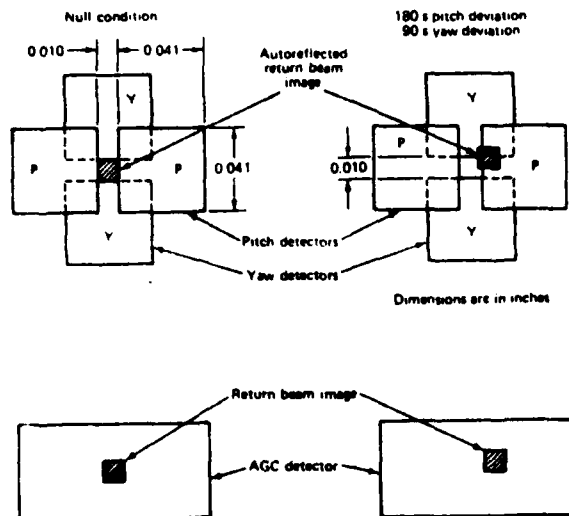 Null condition
0.010
0.041
Autoreflected
return beam
image
180 s pitch deviation
90 s yaw deviation
Y
P
P
0.041
Y
Y
P
P
0.010
Y
Pitch detectors
Yaw detectors
Dimensions are in inches
Return beam image
AGC detector